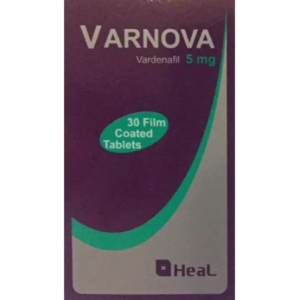 VARNOVA
Vardenafil 5 mg
30 Film
Coated
Tablets
HeaL